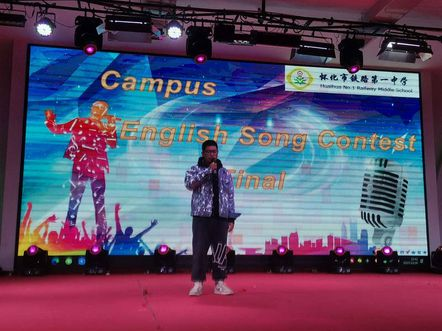 怀化市铁路第一中学
Huaihua No.1 Railway Middle School
Campus
English Song Contest
Final